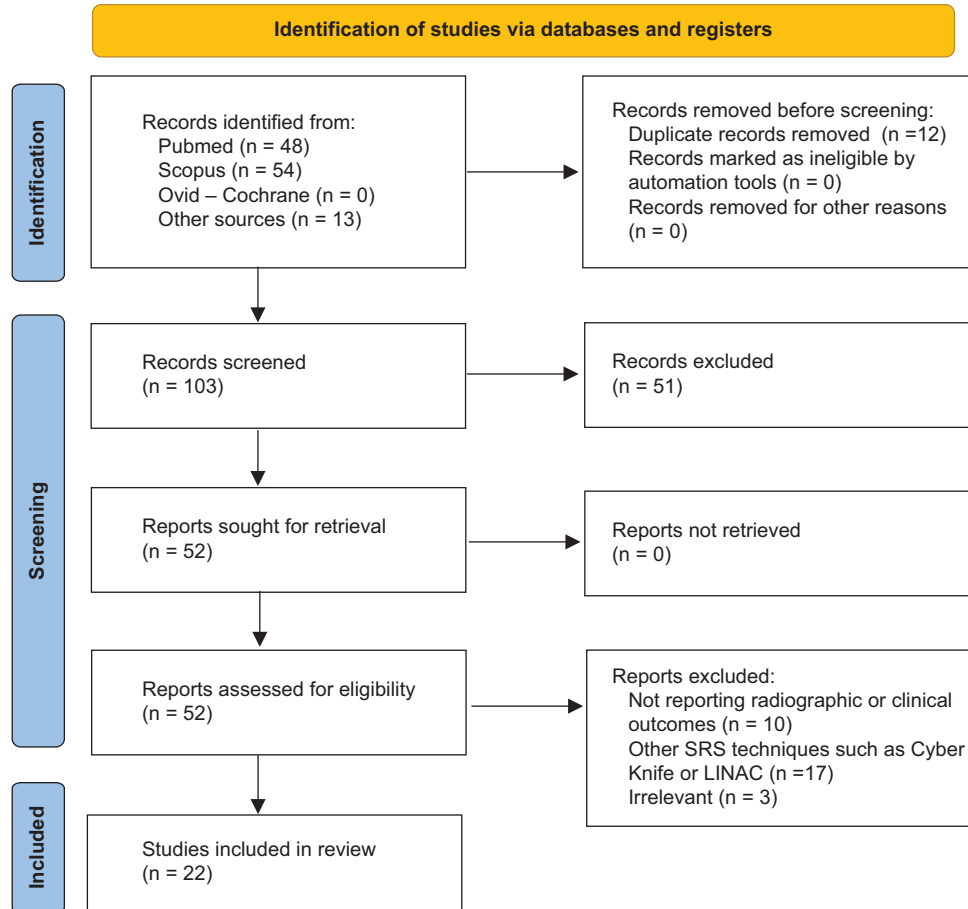 Identification of studies via databases and registers
Identification
Records identified from:
Pubmed (n = 48)
Scopus (n = 54)
Ovid – Cochrane (n = 0)
Other sources (n = 13)
Records removed before screening:
Duplicate records removed (n =12)
Records marked as ineligible by
automation tools (n = 0)
Records removed for other reasons
(n = 0)
Screening
Records screened
(n = 103)
Records excluded
(n = 51)
Reports sought for retrieval
(n = 52)
Reports not retrieved
(n = 0)
Reports assessed for eligibility
(n = 52)
Reports excluded:
Not reporting radiographic or clinical
outcomes (n = 10)
Other SRS techniques such as Cyber
Knife or LINAC (n =17)
Irrelevant (n = 3)
Included
Studies included in review
(n = 22)